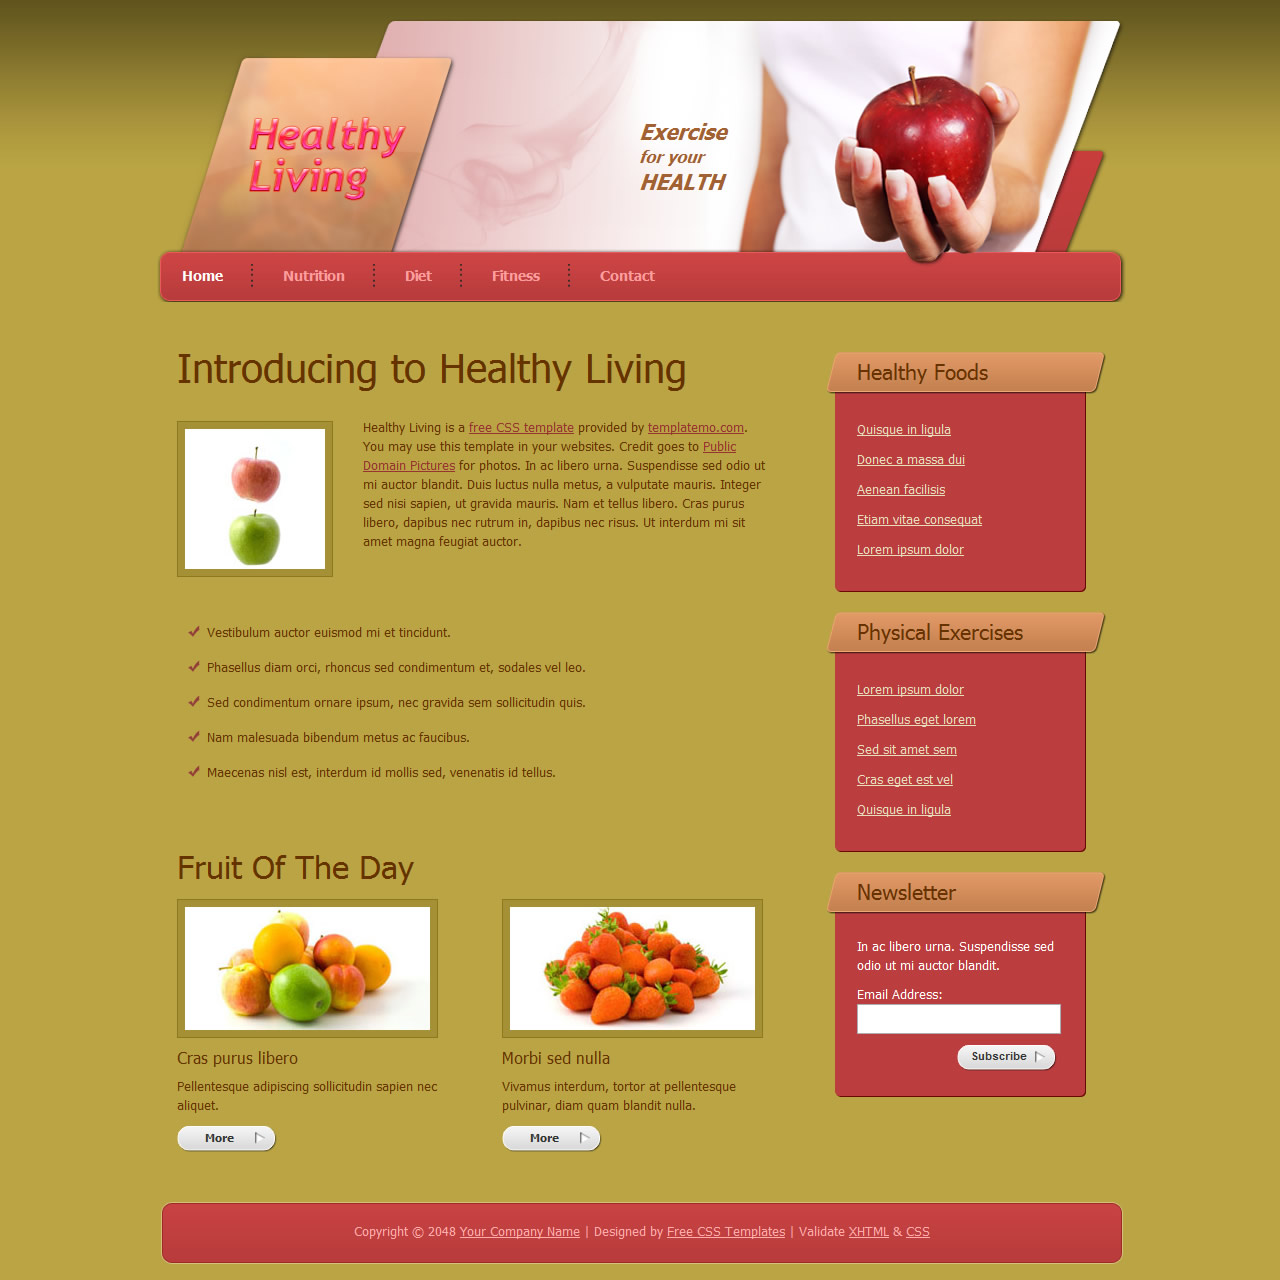 Healthy
Living
Exercise
for your
HEALTH
Home
Nutrition
Diet
Fitness
Contact
Introducing to Healthy Living
Healthy Living is a free CSS template provided by templatemo.com.
You may use this template in your websites. Credit goes to Public
Domain Pictures for photos. In ac libero urna. Suspendisse sed odio ut
mi auctor blandit. Duis luctus nulla metus, a vulputate mauris. Integer
sed nisi sapien, ut gravida mauris. Nam et tellus libero. Cras purus
libero, dapibus nec rutrum in, dapibus nec risus. Ut interdum mi sit
amet magna feugiat auctor.
Vestibulum auctor euismod mi et tincidunt.
Phasellus diam orci, rhoncus sed condimentum et, sodales vel leo.
Sed condimentum ornare ipsum, nec gravida sem sollicitudin quis.
Nam malesuada bibendum metus ac faucibus.
Maecenas nisl est, interdum id mollis sed, venenatis id tellus.
Fruit Of The Day
Cras purus libero
Pellentesque adipiscing sollicitudin sapien nec
aliquet.
More
Morbi sed nulla
Vivamus interdum, tortor at pellentesque
pulvinar, diam quam blandit nulla.
More
Healthy Foods
Quisque in ligula
Donec a massa dui
Aenean facilisis
Etiam vitae consequat
Lorem ipsum dolor
Physical Exercises
Lorem ipsum dolor
Phasellus eget lorem
Sed sit amet sem
Cras eget est vel
Quisque in ligula
Newsletter
In ac libero urna. Suspendisse sed
odio ut mi auctor blandit.
Email Address:
Subscribe
Copyright © 2048 Your Company Name | Designed by Free CSS Templates | Validate XHTML & CSS